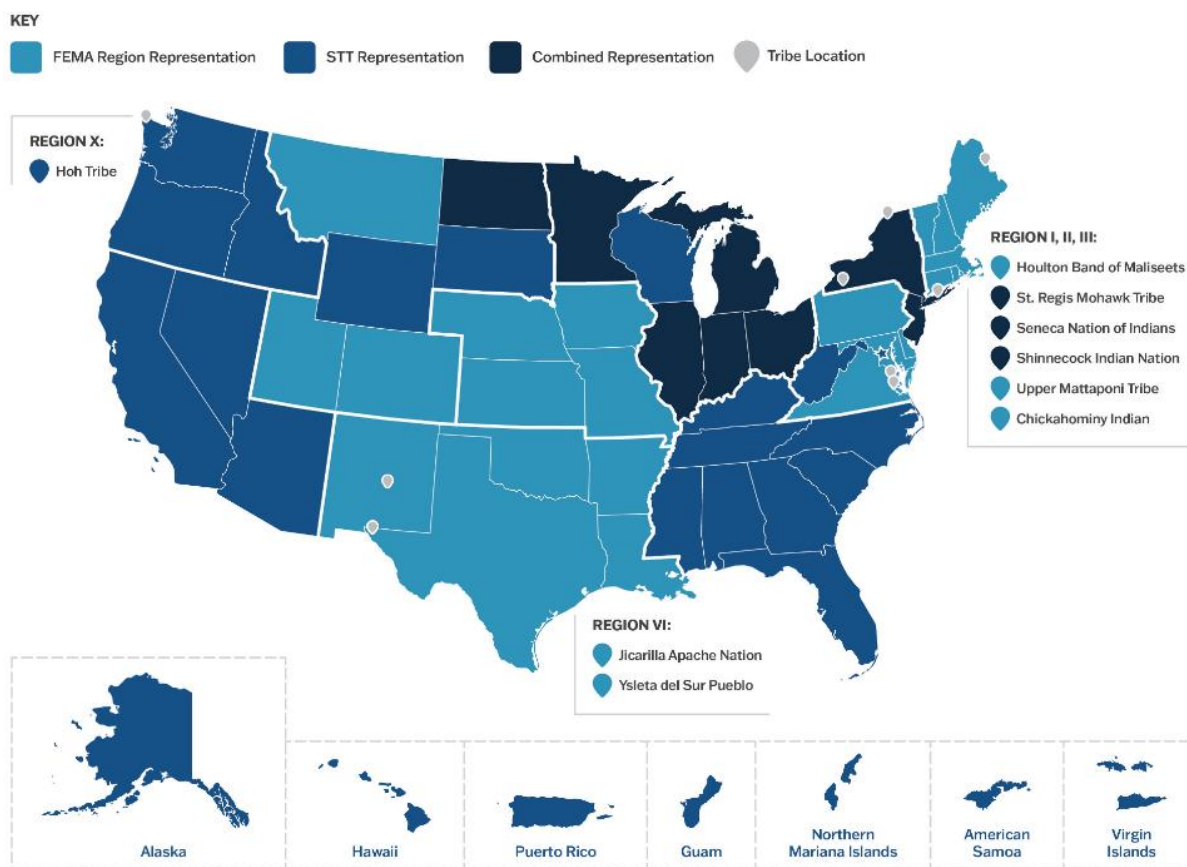 KEY
FEMA Region Representation
STT Representation
Combined Representation
Tribe Location
REGION X:
Hoh Tribe
REGION I, II, III:
Houlton Band of Maliseets
St. Regis Mohawk Tribe
Seneca Nation of Indians
Shinnecock Indian Nation
Upper Mattaponi Tribe
Chickahominy Indian
REGION VI:
Jicarilla Apache Nation
Ysleta del Sur Pueblo
Alaska
Hawaii
Puerto Rico
Guam
Northern
Mariana Islands
American
Samoa
Virgin
Islands